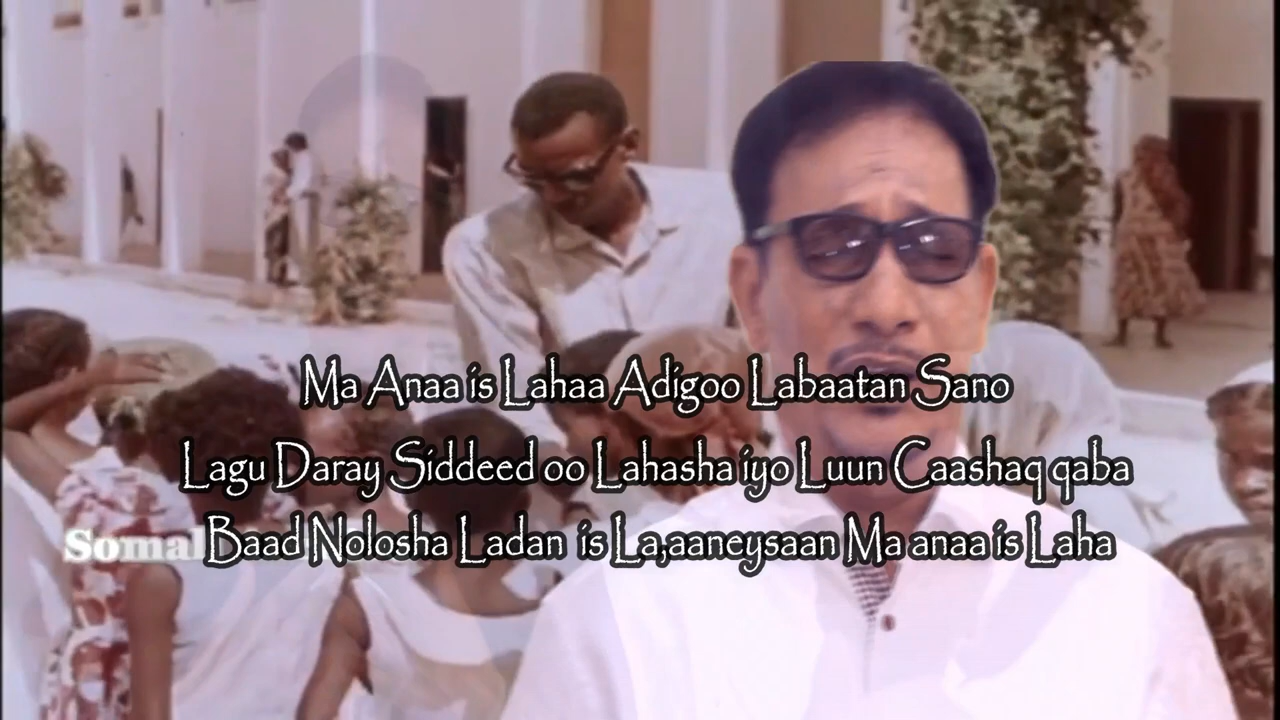 Ma Anaa is Lahaa Adigoo Labaatan Sano
Lagu Daray Siddeed oo Lahasha iyo Luun Caashaq qaba
Somal
Baad Nolosha Ladan is La,aaneysaan Ma anaa is Laha